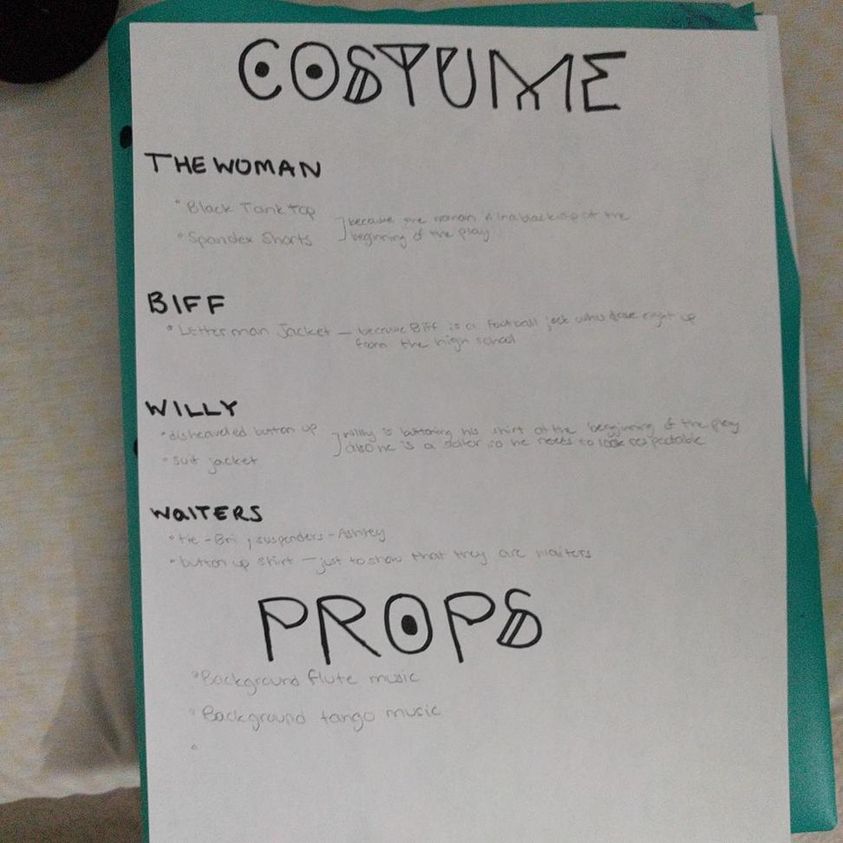 COSTUME
THE WOMAN
• Black Tank Top
• Spandex Shorts
] because the woman is in a black slip at the
beginning of the play
BIFF
• Letterman Jacket — because Biff is a football jock who right up
from the high school
WILLY
• disheaveled button up
• suit jacket
] willy is buttoning his shirt at the beginning of the play
also he is a so he needs to look respectable
WAITERS
• tie - Bri, suspenders - Ashley
• button up shirt — just to show that they are waiters
PROPS
• Background flute music
• Background tango music
•